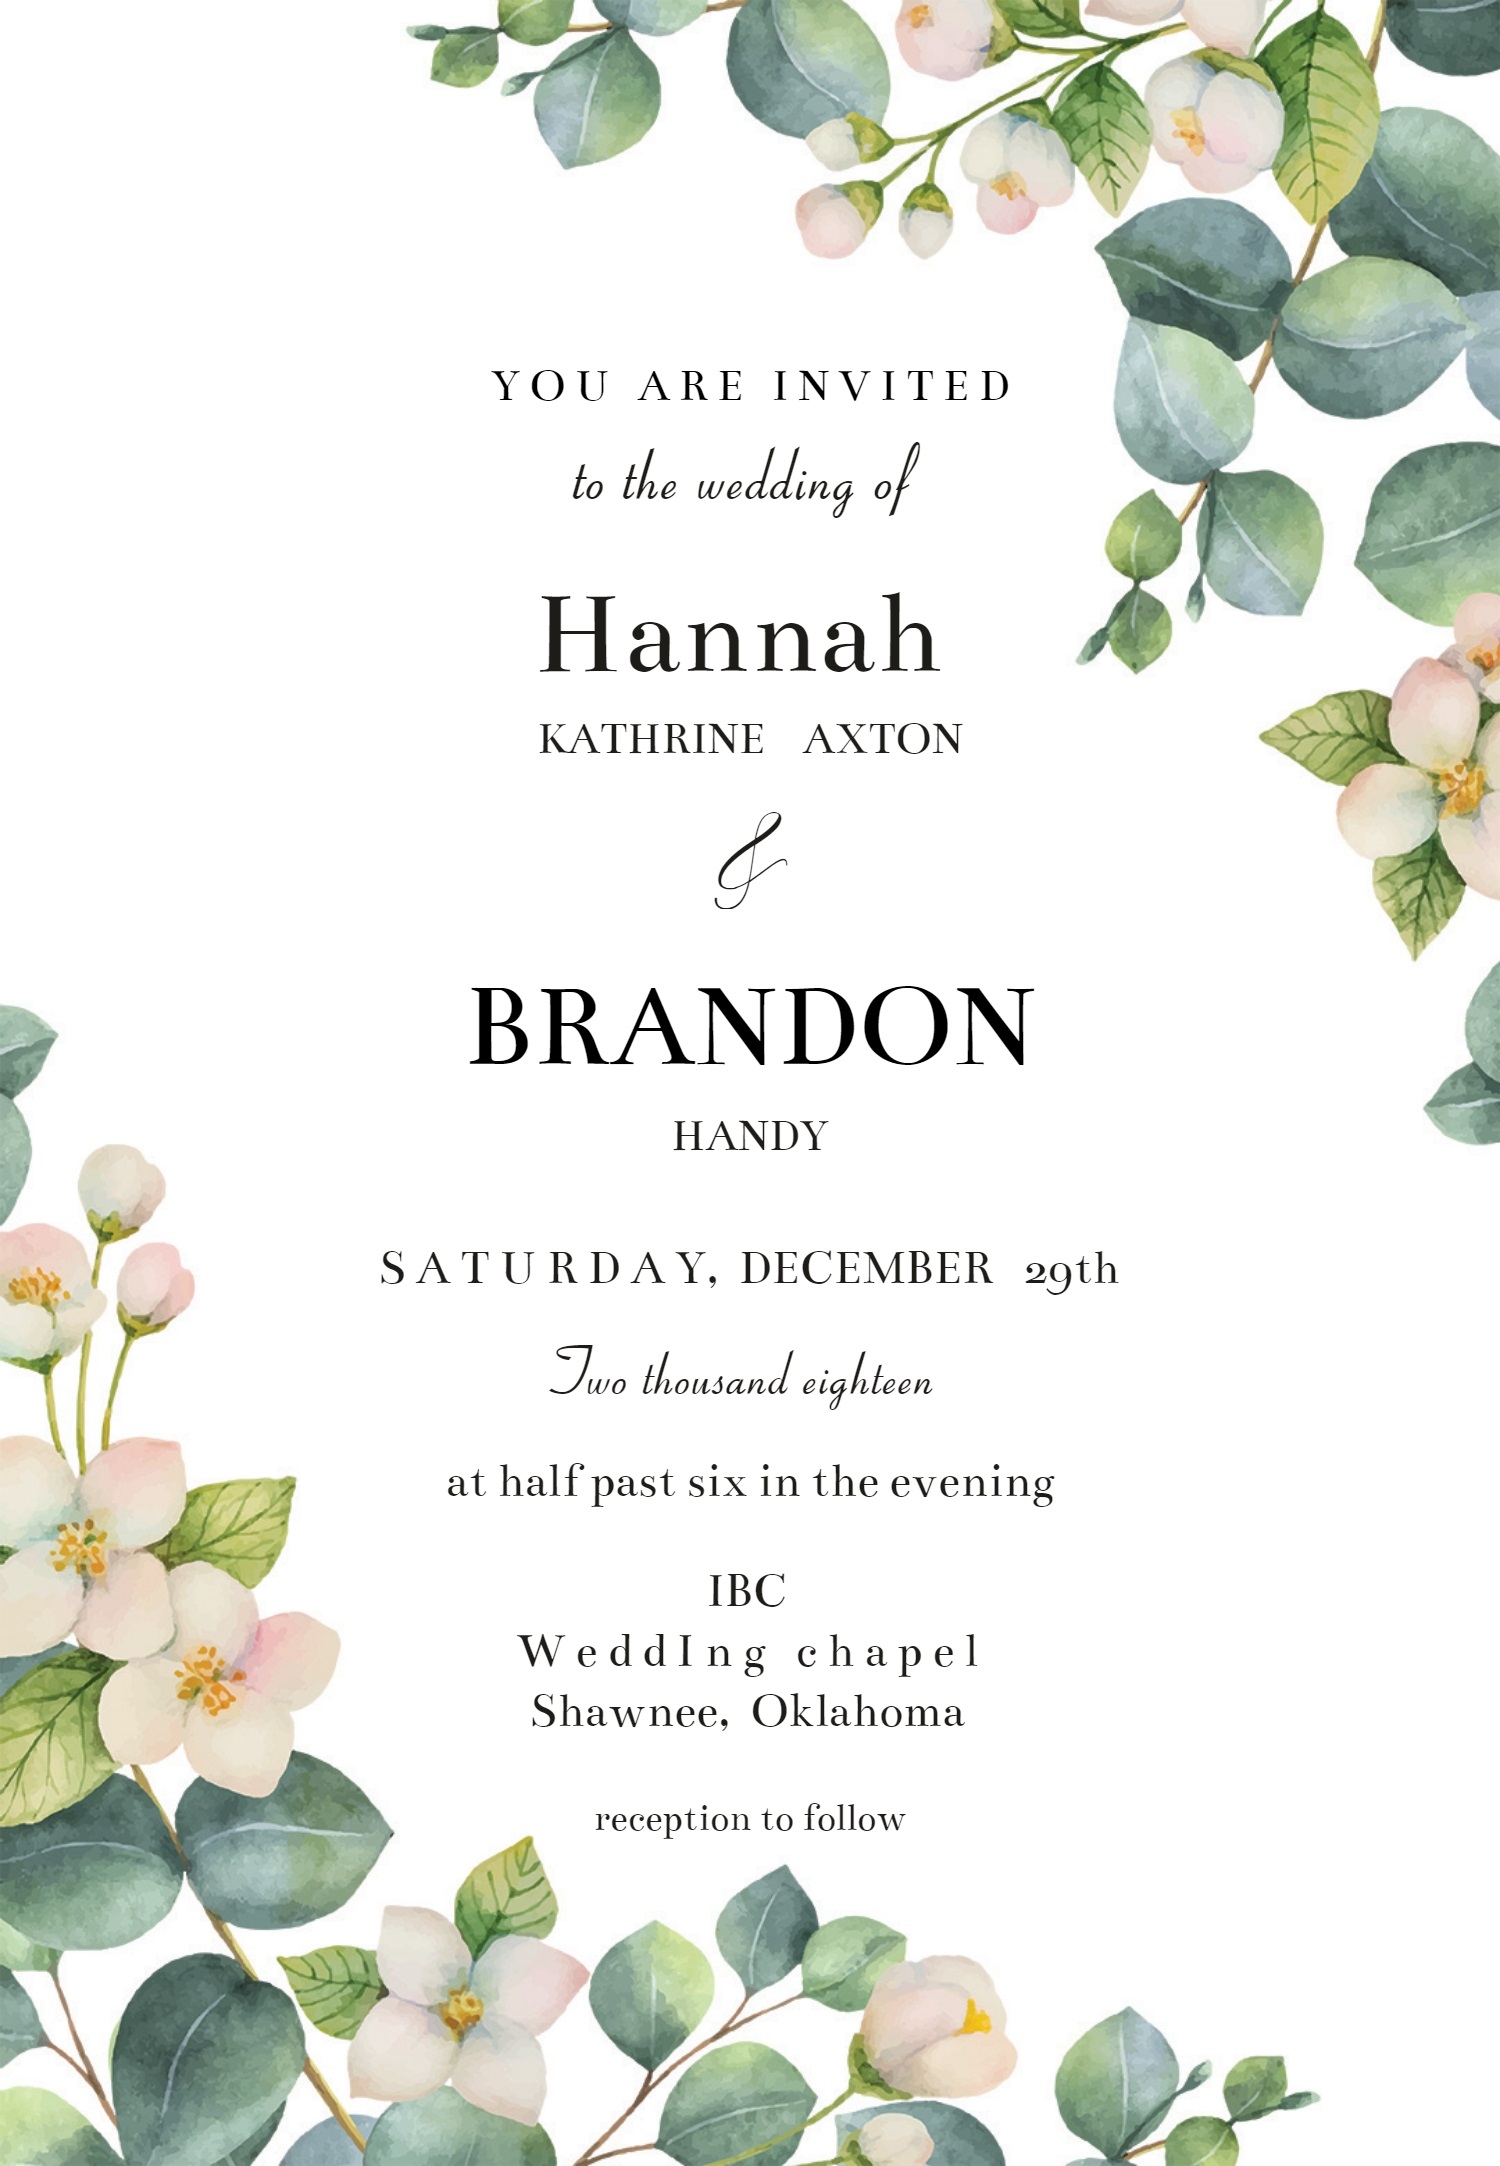 YOU ARE INVITED
to the wedding of
Hannah
KATHRINE AXTON
&
BRANDON
HANDY
SATURDAY, DECEMBER 29th
Two thousand eighteen
at half past six in the evening
IBC
WeddIng chapel
Shawnee, Oklahoma
reception to follow